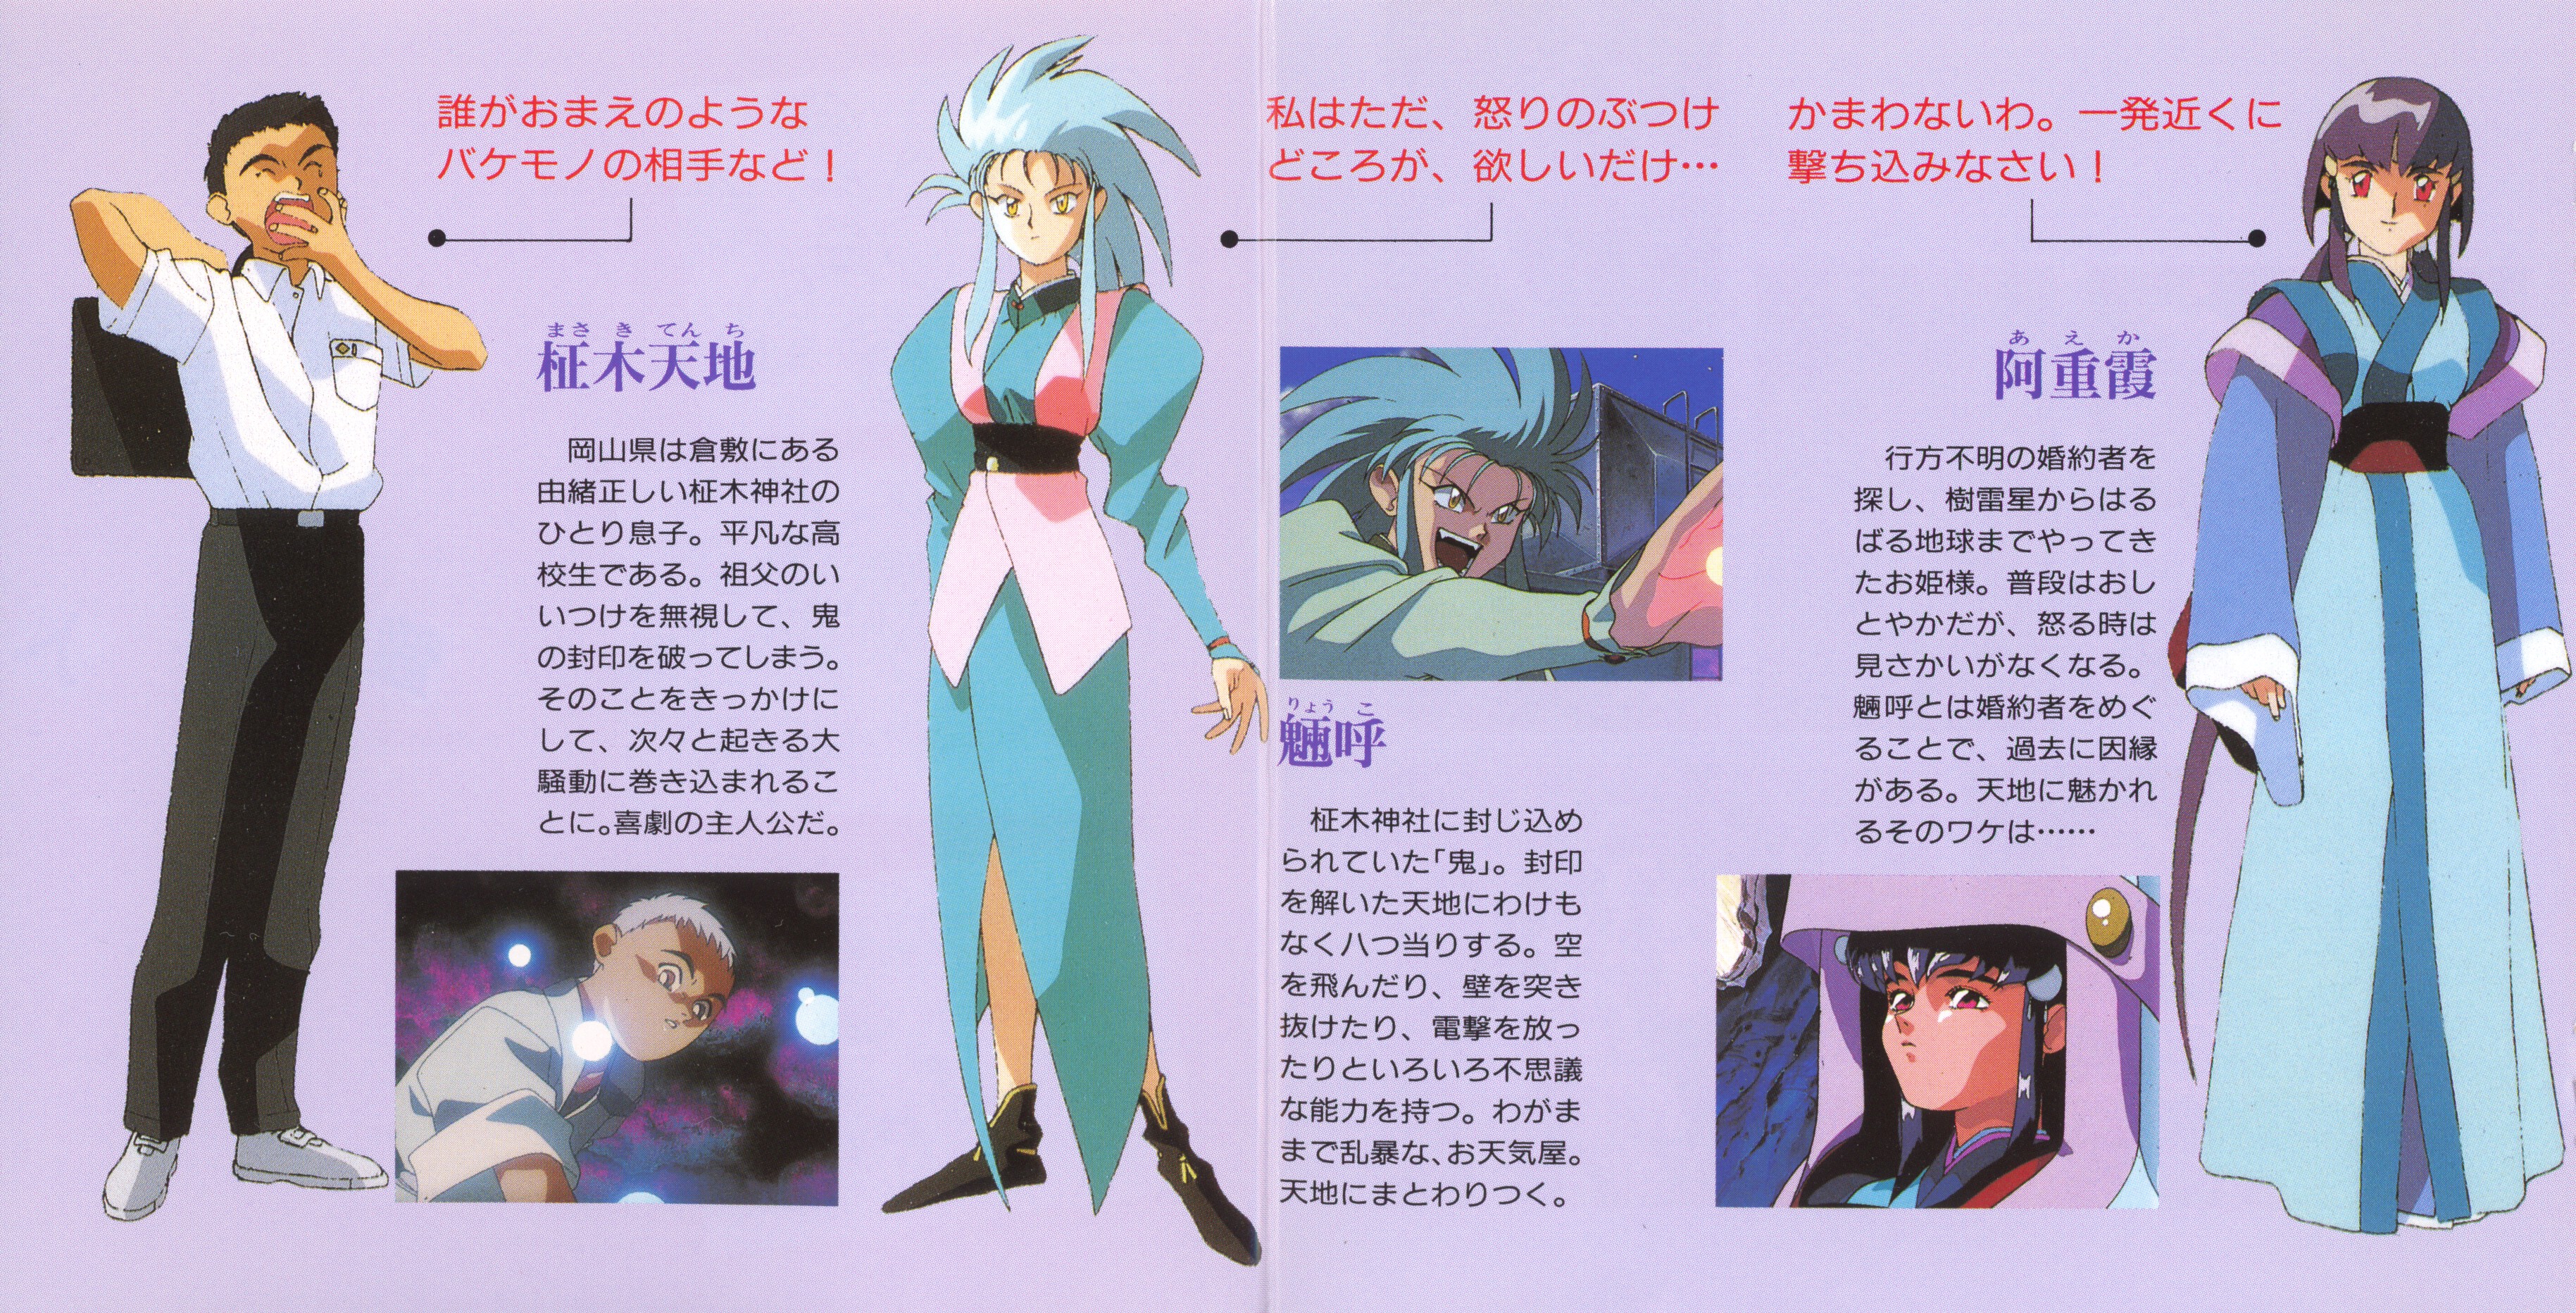 誰がおまえのような
バケモノの相手など！
まさ き てん ち
柾木天地
岡山県は倉敷にある
由緒正しい柾木神社の
ひとり息子。平凡な高
校生である。祖父のい
いつけを無視して、鬼
の封印を破ってしまう。
そのことをきっかけに
して、次々と起きる大
騒動に巻き込まれるこ
とに。喜劇の主人公だ。
私はただ、怒りのぶつけ
どころが、欲しいだけ…
りょう こ
魎呼
柾木神社に封じ込め
られていた「鬼」。封印
を解いた天地にわけも
なく八つ当りする。空
を飛んだり、壁を突き
抜けたり、電撃を放っ
たりといろいろ不思議
な能力を持つ。わがま
まで乱暴な、お天気屋。
天地にまとわりつく。
かまわないわ。一発近くに
撃ち込みなさい！
あ え か
阿重霞
行方不明の婚約者を
探し、樹雷星からはる
ばる地球までやってき
たお姫様。普段はおし
とやかだが、怒る時は
見さかいがなくなる。
魎呼とは婚約者をめぐ
ることで、過去に因縁
がある。天地に魅かれ
るそのワケは……